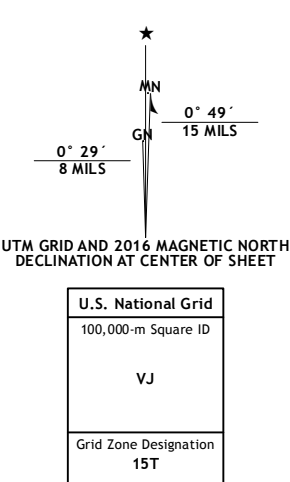 ★
MN
0° 49´
15 MILS
GN
0° 29´
8 MILS
UTM GRID AND 2016 MAGNETIC NORTH
DECLINATION AT CENTER OF SHEET
U.S. National Grid
100,000-m Square ID
VJ
Grid Zone Designation
15T